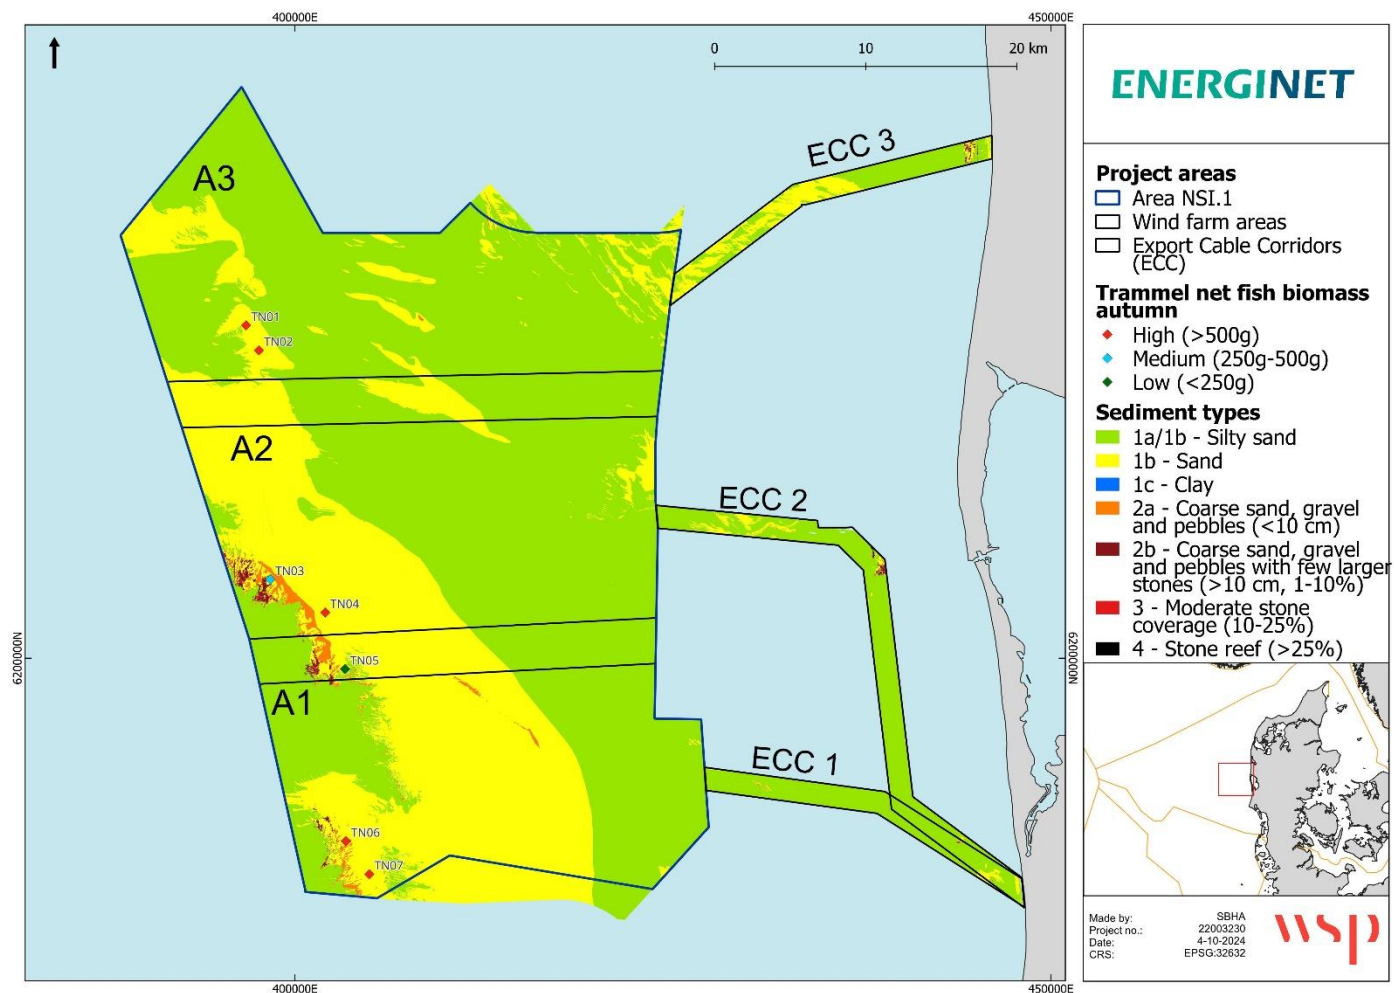 400000E
450000E
0
10
20 km
ECC 3
A3
TN01
TN02
A2
ECC 2
TN03
TN04
TN05
A1
ECC 1
TN06
TN07
6200000N
6200000N
400000E
450000E
ENERGINET
Project areas
Area NSI.1
Wind farm areas
Export Cable Corridors
(ECC)
Trammel net fish biomass
autumn
High (>500g)
Medium (250g-500g)
Low (<250g)
Sediment types
1a/1b - Silty sand
1b - Sand
1c - Clay
2a - Coarse sand, gravel
and pebbles (<10 cm)
2b - Coarse sand, gravel
and pebbles with few larger
stones (>10 cm, 1-10%)
3 - Moderate stone
coverage (10-25%)
4 - Stone reef (>25%)
Made by: SBHA
Project no.: 22003230
Date: 4-10-2024
CRS: EPSG:32632
wsp